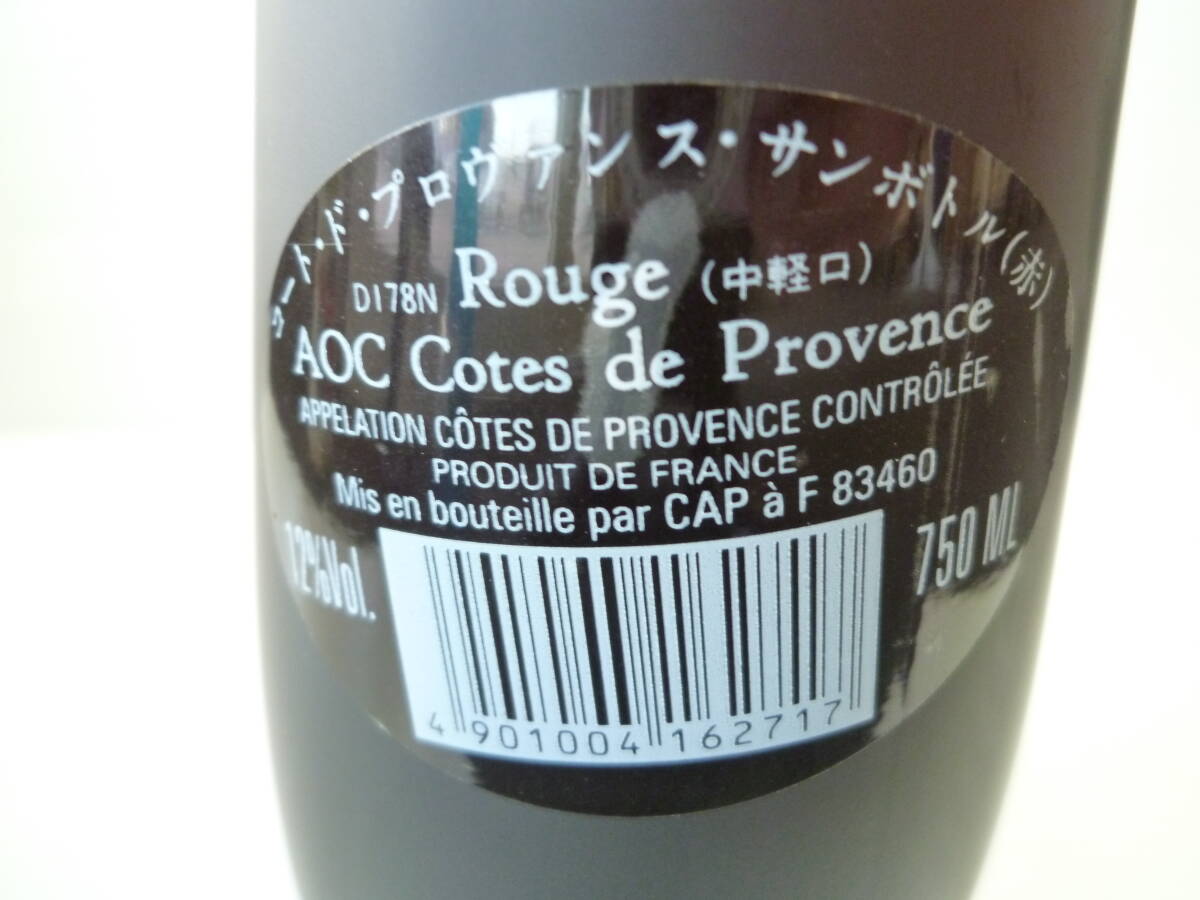 コート・ド・プロヴァンス・サンボトル(赤)
D178N Rouge (中軽口)
AOC Cotes de Provence
APPELATION CÔTES DE PROVENCE CONTRÔLÉE
PRODUIT DE FRANCE
Mis en bouteille par CAP à F 83460
12%Vol.
750 ML
4 901004 162717